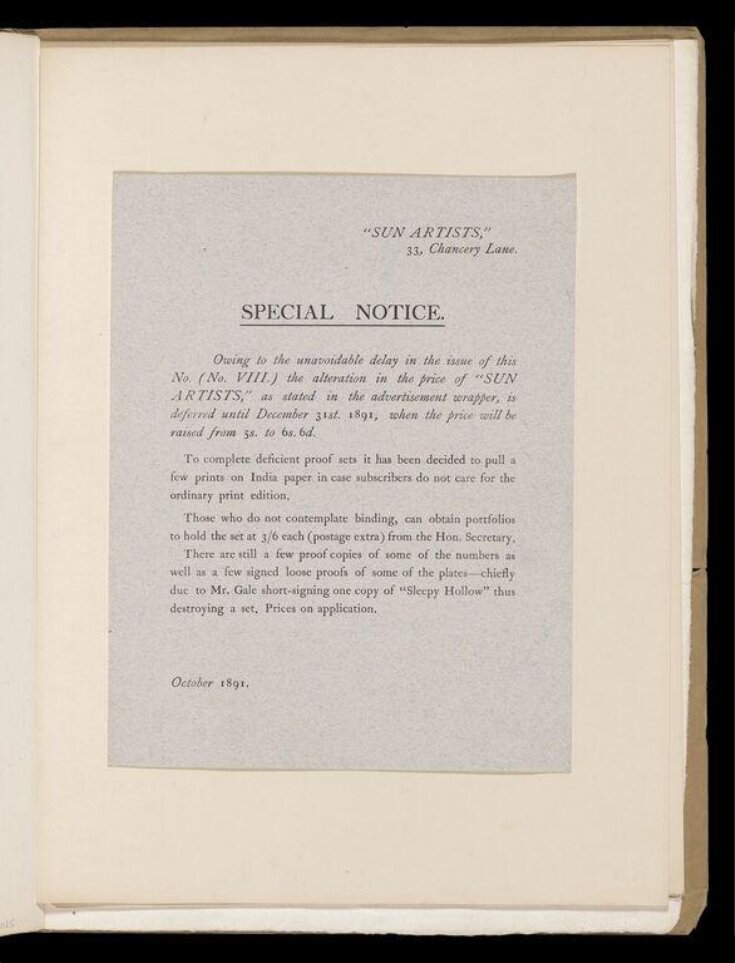 "SUN ARTISTS,"
33, Chancery Lane.
SPECIAL NOTICE.
Owing to the unavoidable delay in the issue of this
No. (No. VIII.) the alteration in the price of "SUN
ARTISTS," as stated in the advertisement wrapper, is
deferred until December 31st. 1891, when the price will be
raised from 5s. to 6s. 6d.
To complete deficient proof sets it has been decided to pull a
few prints on India paper in case subscribers do not care for the
ordinary print edition.
Those who do not contemplate binding, can obtain portfolios
to hold the set at 3/6 each (postage extra) from the Hon. Secretary.
There are still a few proof copies of some of the numbers as
well as a few signed loose proofs of some of the plates—chiefly
due to Mr. Gale short-signing one copy of "Sleepy Hollow" thus
destroying a set. Prices on application.
October 1891.